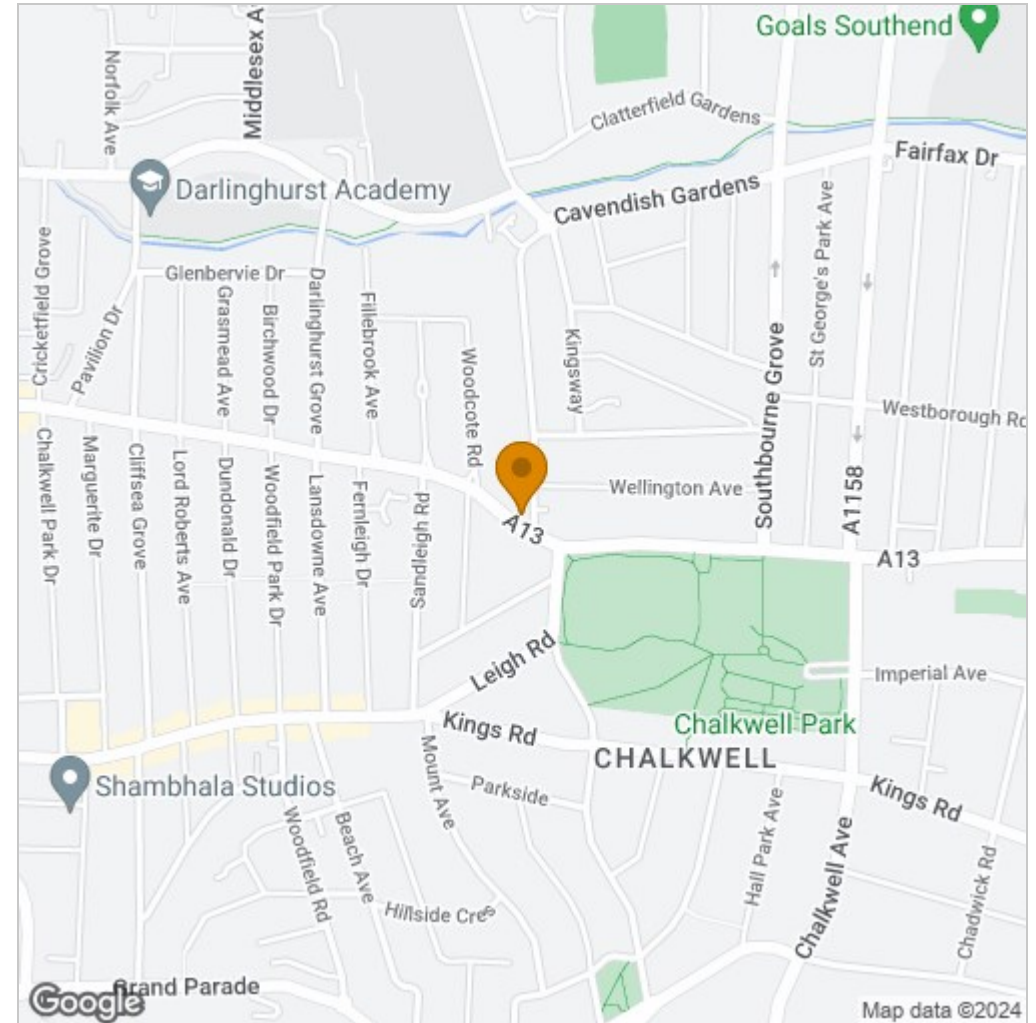 Middlesex A
Norfolk Ave
Goals Southend
Clatterfield Gardens
Fairfax Dr
Darlinghurst Academy
Cavendish Gardens
St George's Park Ave
Cricketfield Grove
Glenbervie Dr
Pavilion Dr
Grasmead Ave
Birchwood Dr
Darlinghurst Grove
Fillebrook Ave
Woodcote Rd
Kingsway
Southbourne Grove
Westborough Rd
Chalkwell Park Dr
Marguerite Dr
Cliffsea Grove
Lord Roberts Ave
Dundonald Dr
Woodfield Park Dr
Lansdowne Ave
Fernleigh Dr
Sandleigh Rd
Wellington Ave
A1158
A13
A13
Leigh Rd
Imperial Ave
Chalkwell Park
Kings Rd
CHALKWELL
Shambhala Studios
Mount Ave
Parkside
Kings Rd
Woodfield Rd
Beach Ave
Hall Park Ave
Chalkwell Ave
Chadwick Rd
Hillside Cres
Grand Parade
Google
Map data ©2024